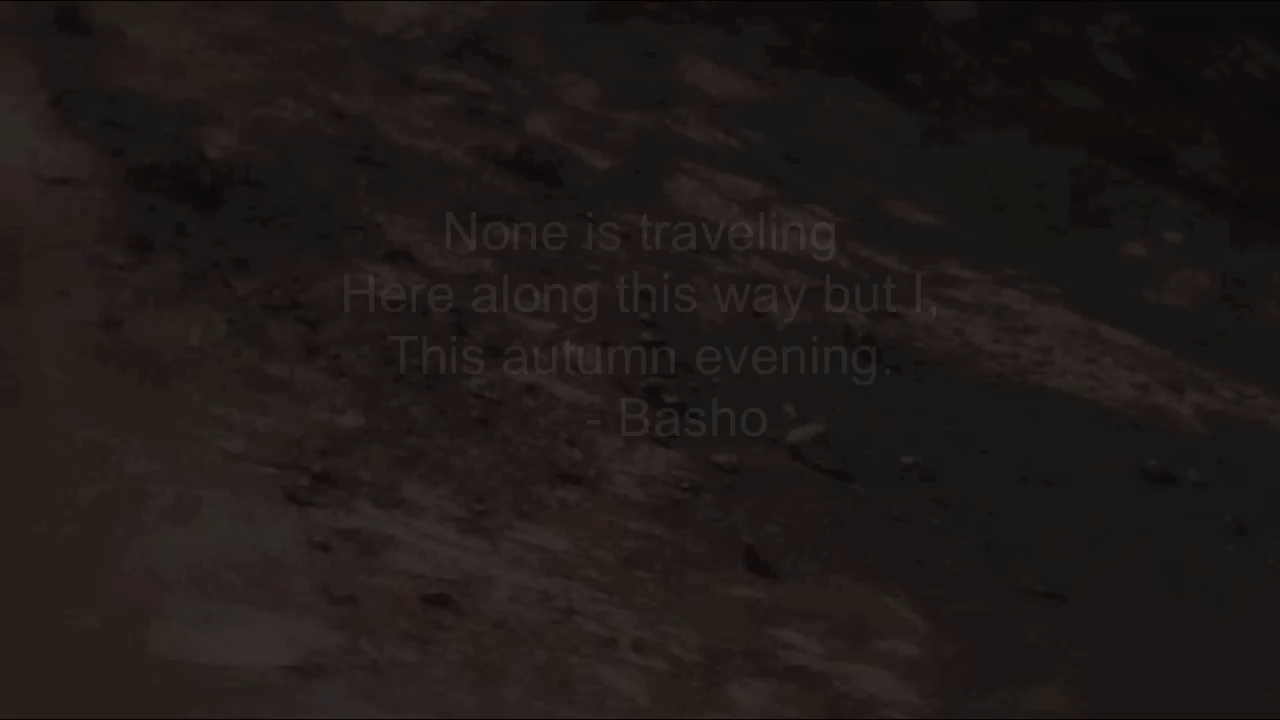 None is traveling
Here along this way but I,
This autumn evening
- Basho